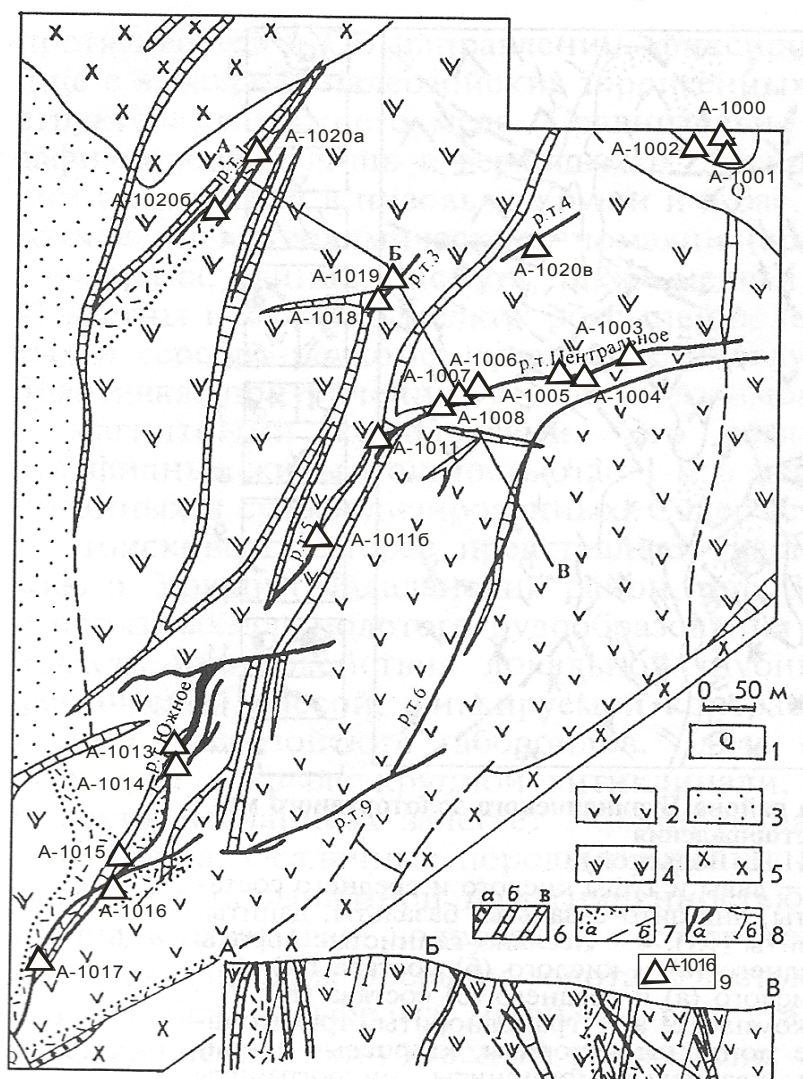 А-1000
А-1002
А-1001
Q
А-1020а
А
р.т.1
А-1020б
р.т.4
А-1020в
Б
р.т.3
А-1019
А-1018
А-1003
р.т.Центральное
А-1006
А-1007
А-1005
А-1004
А-1008
А-1011
р.т.5
А-1011б
В
р.т.6
0 50 м
Q 1
р.т.Южное
А-1013
А-1014
р.т.9
2
3
А-1015
4
5
А-1016
а б в
6
а б
7
а б
8
А-1017
А
Б
А-1016
9
В